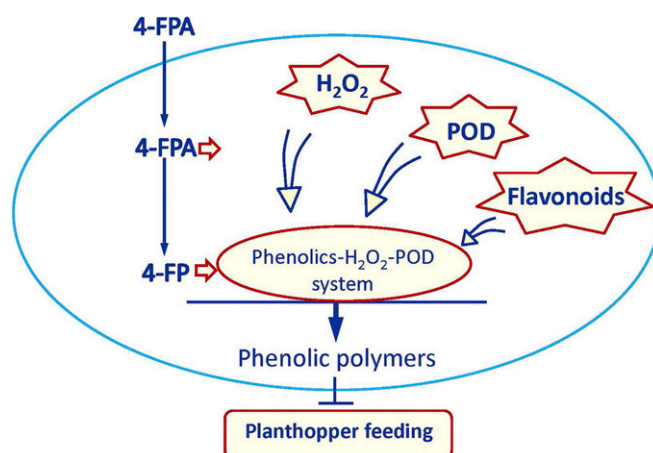 4-FPA
H₂O₂
POD
4-FPA
Flavonoids
Phenolics-H₂O₂-POD
system
4-FP
Phenolic polymers
Planthopper feeding